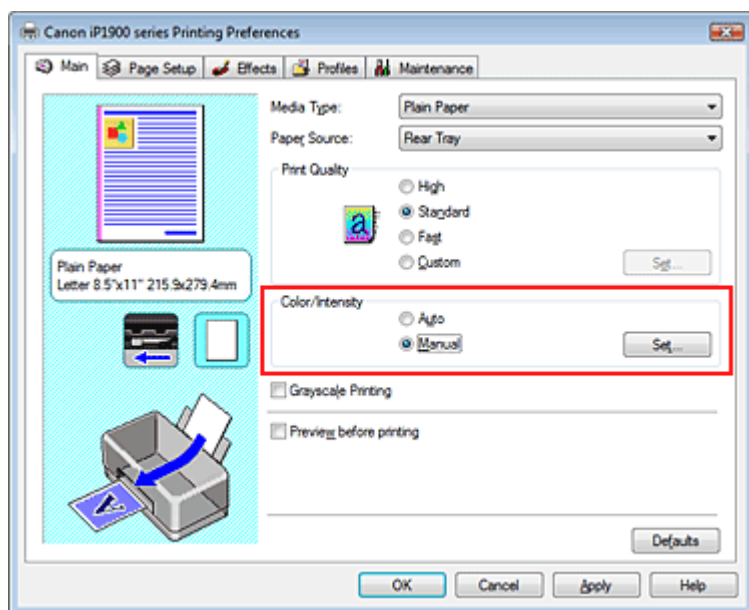 Canon iP1900 series Printing Preferences
Main Page Setup Effects Profiles Maintenance
Media Type: Plain Paper
Paper Source: Rear Tray
Print Quality
High
a Standard
Fast
Custom Set...
Plain Paper
Letter 8.5"x11" 215.9x279.4mm
Color/Intensity
Auto
Manual Set...
Grayscale Printing
Preview before printing
A
Defaults
OK Cancel Apply Help